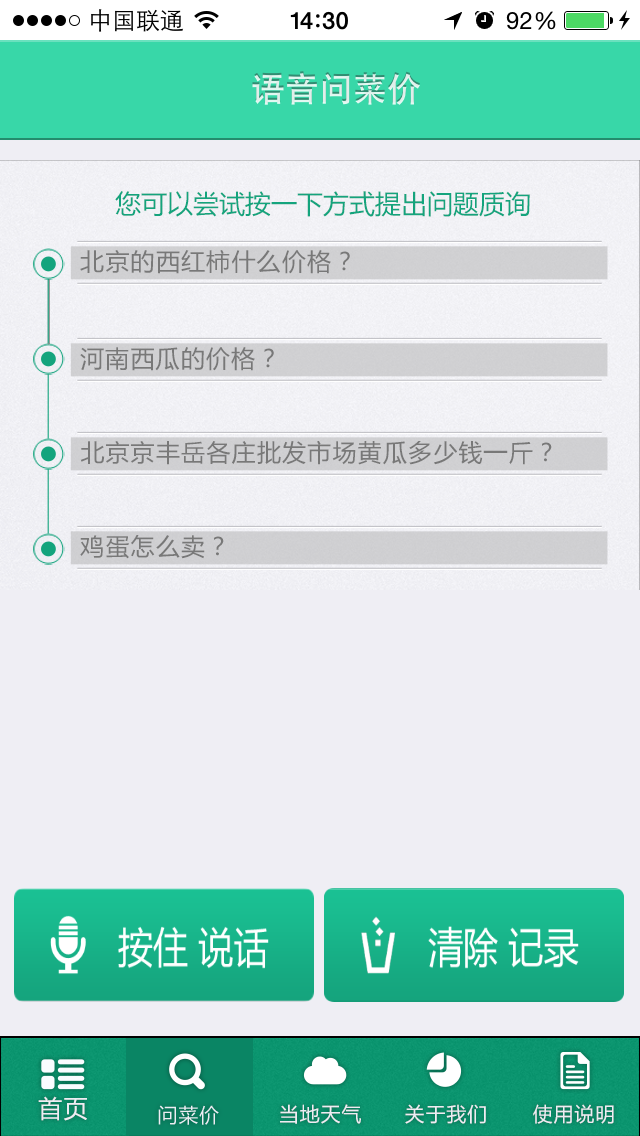 中国联通 14:30 92%
语音问菜价
您可以尝试按一下方式提出问题质询
北京的西红柿什么价格？
河南西瓜的价格？
北京京丰岳各庄批发市场黄瓜多少钱一斤？
鸡蛋怎么卖？
按住 说话 清除 记录
首页 问菜价 当地天气 关于我们 使用说明